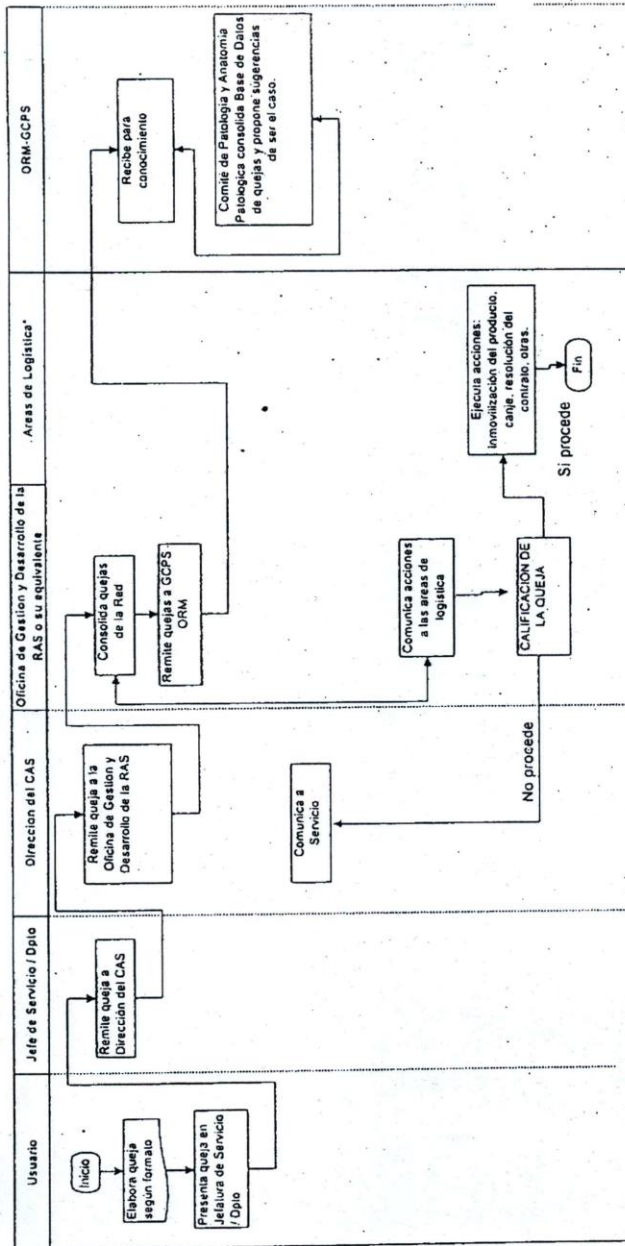 Usuario
Jefe de Servicio / Dpto
Direccion del CAS
Oficina de Gestion y Desarrollo de la
RAS o su equivalente
Areas de Logística*
ORM-GCPS
Inicio
Elabora queja
según formato
Presenta queja en
Jefatura de Servicio
/ Dpto
Remite queja a
Dirección del CAS
Remite queja a la
Oficina de Gestion y
Desarrollo de la RAS
Comunica a
Servicio
No procede
Consolida quejas
de la Red
Remite quejas a GCPS -
ORM
Comunica acciones
a las areas de
logistica
CALIFICACION DE
LA QUEJA
Ejecuta acciones:
Inmovilización del producto,
canje, resolución del
contrato, otras.
Si procede
Fin
Recibe para
conocimiento
Comité de Patología y Anatomia
Patologica consolida Base de Datos
de quejas y propone sugerencias
de ser el caso.